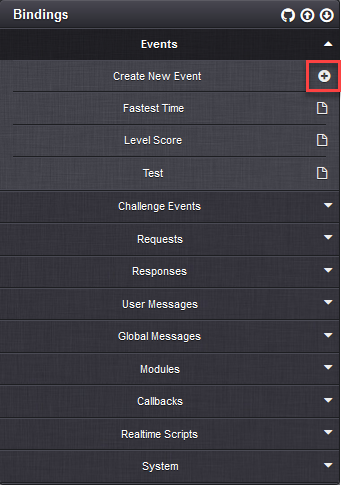 Bindings
Events
Create New Event
Fastest Time
Level Score
Test
Challenge Events
Requests
Responses
User Messages
Global Messages
Modules
Callbacks
Realtime Scripts
System